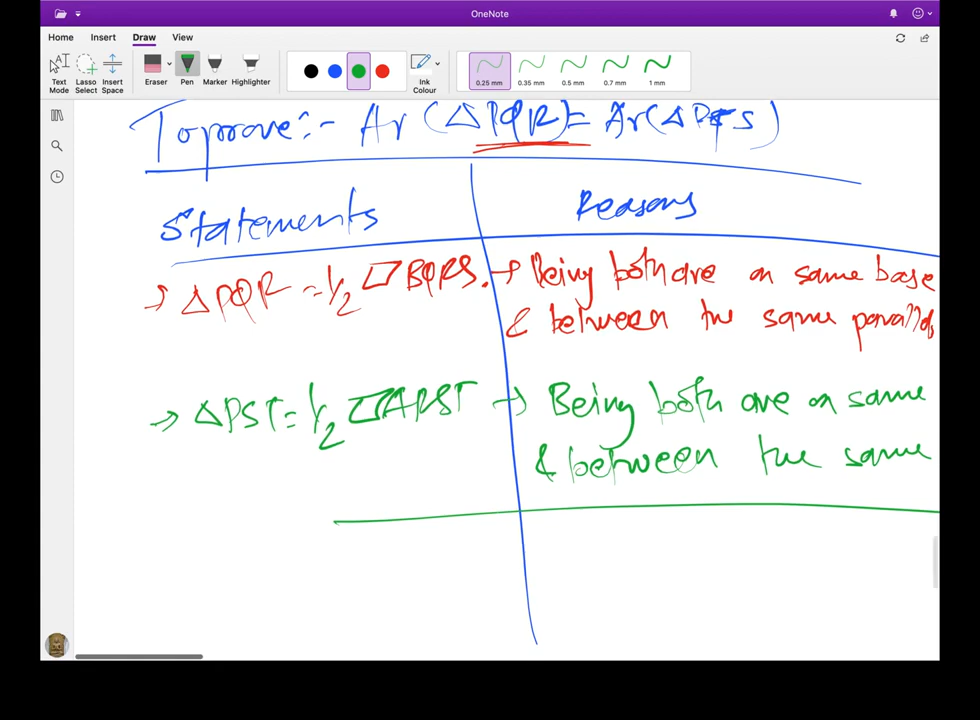 OneNote
Home Insert Draw View
Text Mode Lasso Select Insert Space Eraser Pen Marker Highlighter Ink Colour 0.25 mm 0.35 mm 0.5 mm 0.7 mm 1 mm
To prove:- Ar (△PQR) = Ar(△P S)
Statements Reasons
→ △PQR = 1/2 ▱ BQRS. → Being both are on same base
& between the same parallels
→ △PST = 1/2 ▱ APST → Being both are on same
& between the same